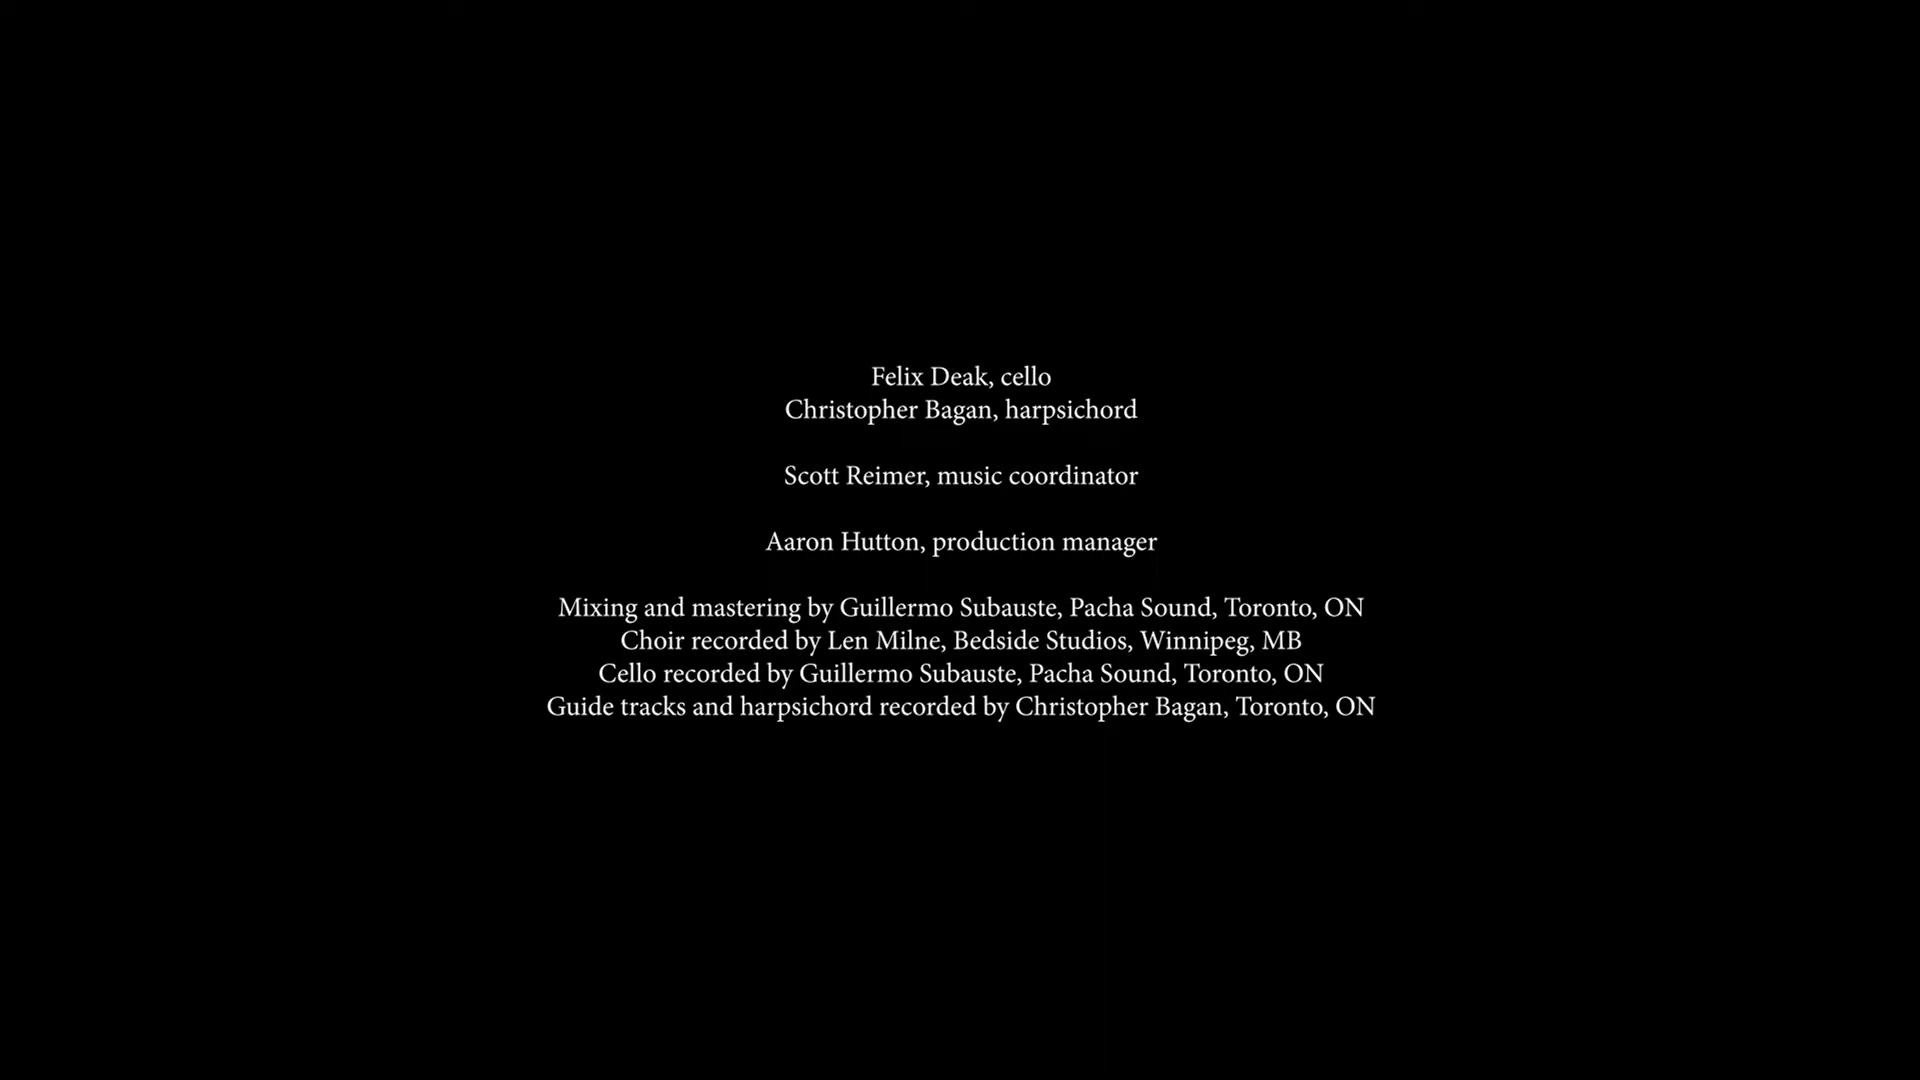 Felix Deak, cello
Christopher Bagan, harpsichord
Scott Reimer, music coordinator
Aaron Hutton, production manager
Mixing and mastering by Guillermo Subauste, Pacha Sound, Toronto, ON
Choir recorded by Len Milne, Bedside Studios, Winnipeg, MB
Cello recorded by Guillermo Subauste, Pacha Sound, Toronto, ON
Guide tracks and harpsichord recorded by Christopher Bagan, Toronto, ON